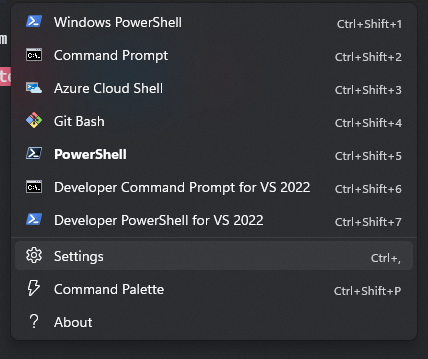 m
Windows PowerShell Ctrl+Shift+1
Command Prompt Ctrl+Shift+2
te
Azure Cloud Shell Ctrl+Shift+3
Git Bash Ctrl+Shift+4
PowerShell Ctrl+Shift+5
Developer Command Prompt for VS 2022 Ctrl+Shift+6
Developer PowerShell for VS 2022 Ctrl+Shift+7
Settings Ctrl+,
Command Palette Ctrl+Shift+P
? About